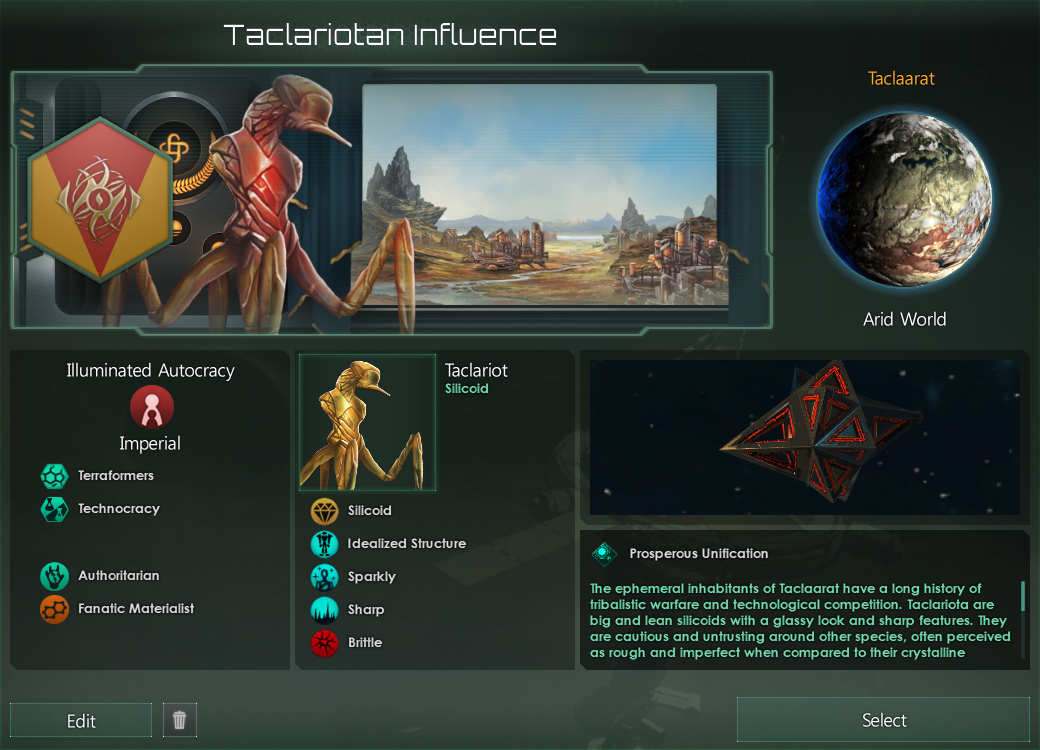 Taclariotan Influence
Taclaarat
Arid World
Illuminated Autocracy
Imperial
Terraformers
Technocracy
Authoritarian
Fanatic Materialist
Taclariot
Silicoid
Silicoid
Idealized Structure
Sparkly
Sharp
Brittle
Prosperous Unification
The ephemeral inhabitants of Taclaarat have a long history of
tribalistic warfare and technological competition. Taclariota are
big and lean silicoids with a glassy look and sharp features. They
are cautious and untrusting around other species, often perceived
as rough and imperfect when compared to their crystalline
Edit
Select